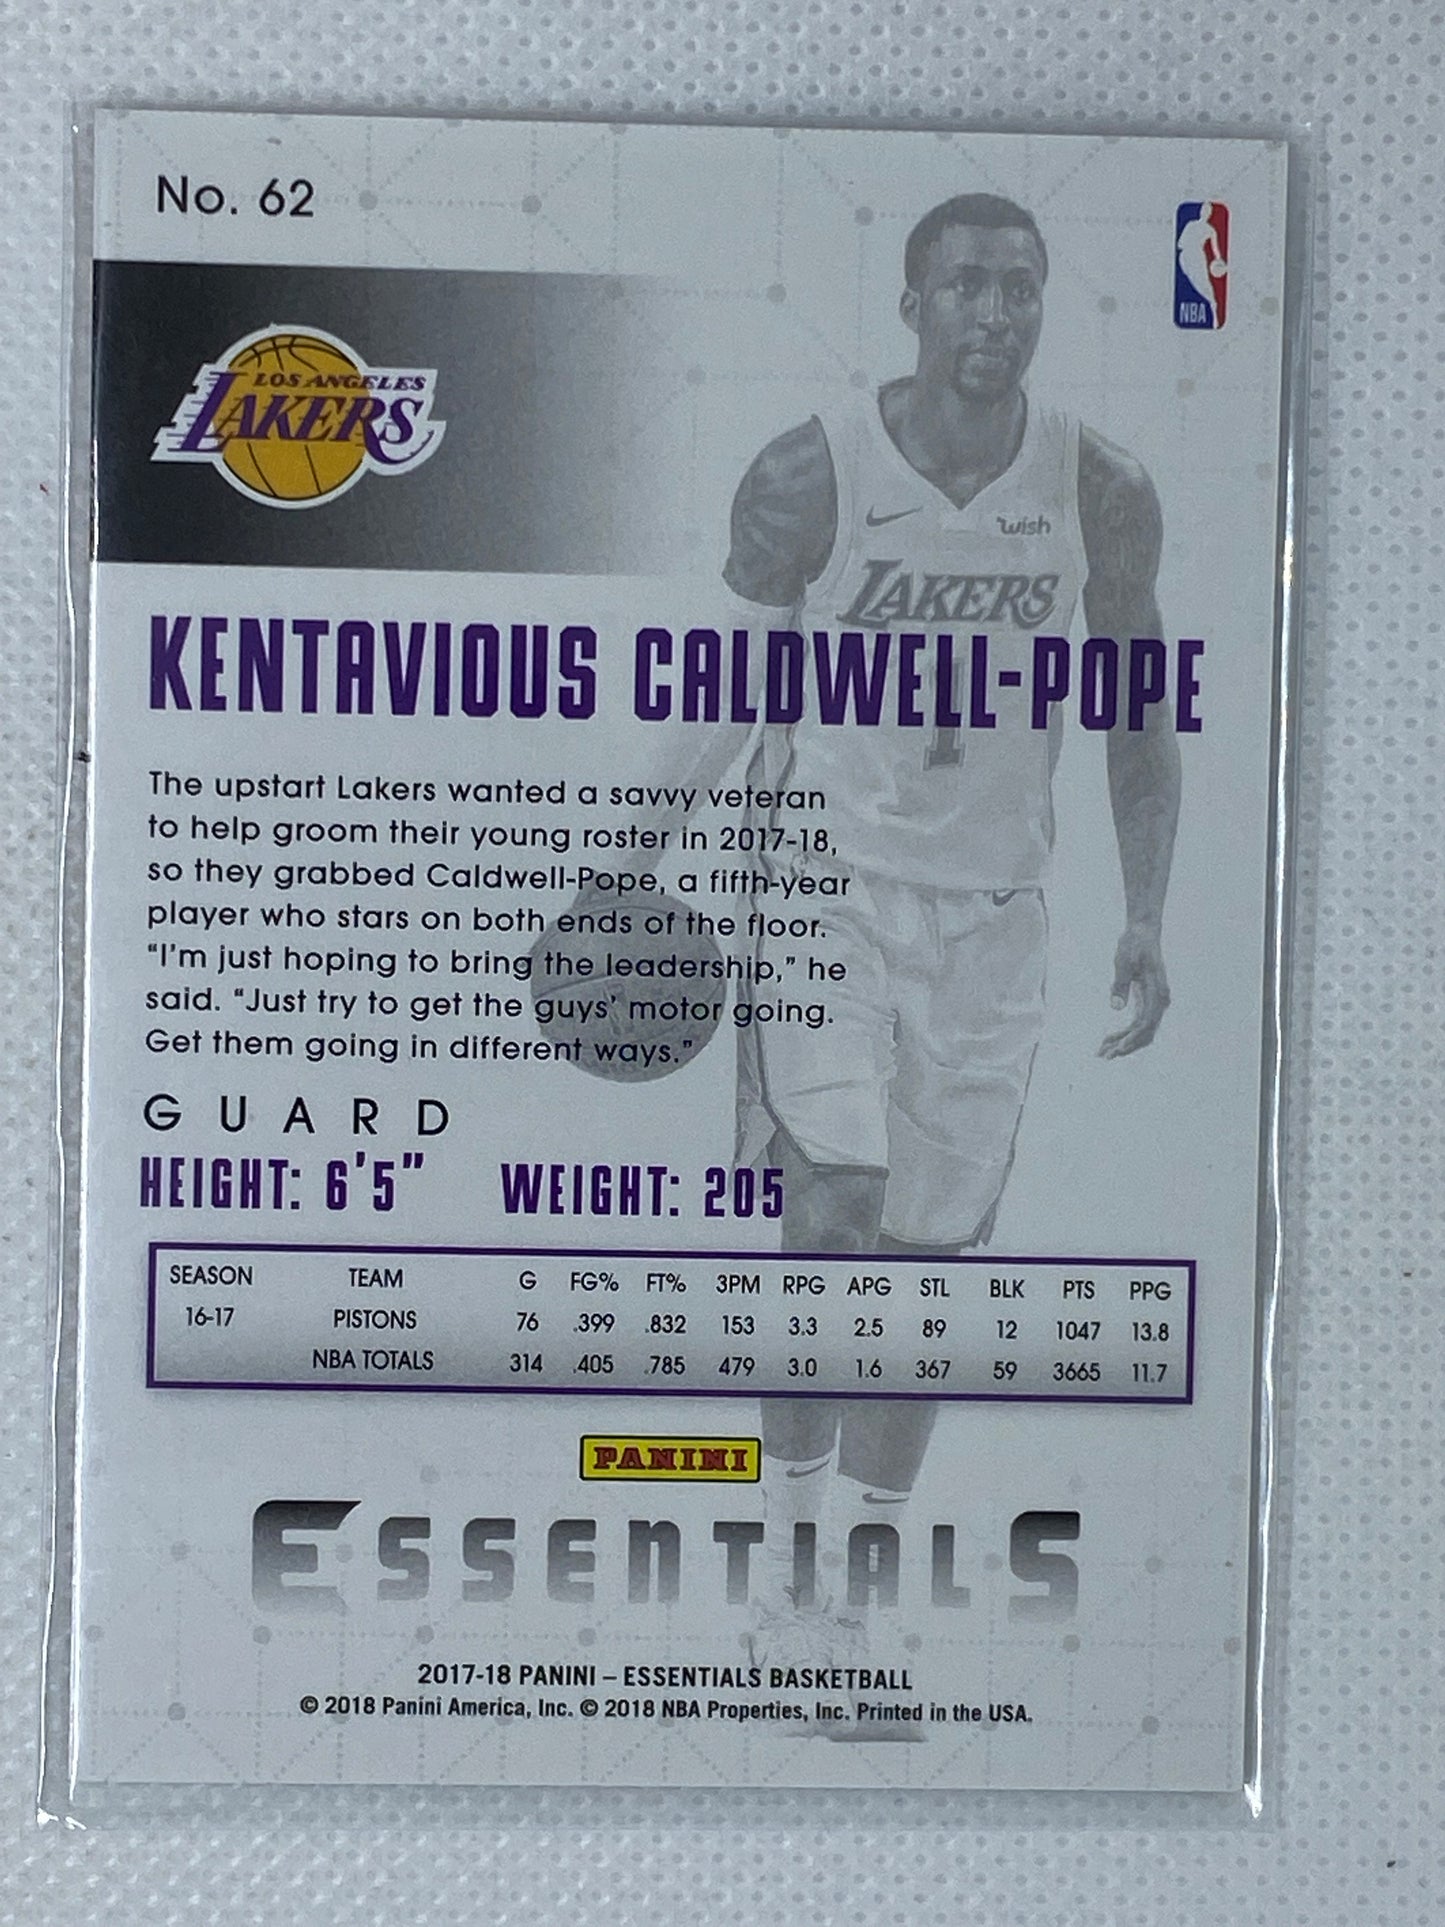 No. 62
NBA
LOS ANGELES
LAKERS
wish
LAKERS
1
KENTAVIOUS CALDWELL-POPE
The upstart Lakers wanted a savvy veteran
to help groom their young roster in 2017-18,
so they grabbed Caldwell-Pope, a fifth-year
player who stars on both ends of the floor.
"I'm just hoping to bring the leadership," he
said. "Just try to get the guys' motor going.
Get them going in different ways."
GUARD
HEIGHT: 6'5" WEIGHT: 205
SEASON TEAM G FG% FT% 3PM RPG APG STL BLK PTS PPG
16-17 PISTONS 76 .399 .832 153 3.3 2.5 89 12 1047 13.8
NBA TOTALS 314 .405 .785 479 3.0 1.6 367 59 3665 11.7
PANINI
ESSENTIALS
2017-18 PANINI – ESSENTIALS BASKETBALL
© 2018 Panini America, Inc. © 2018 NBA Properties, Inc. Printed in the USA.